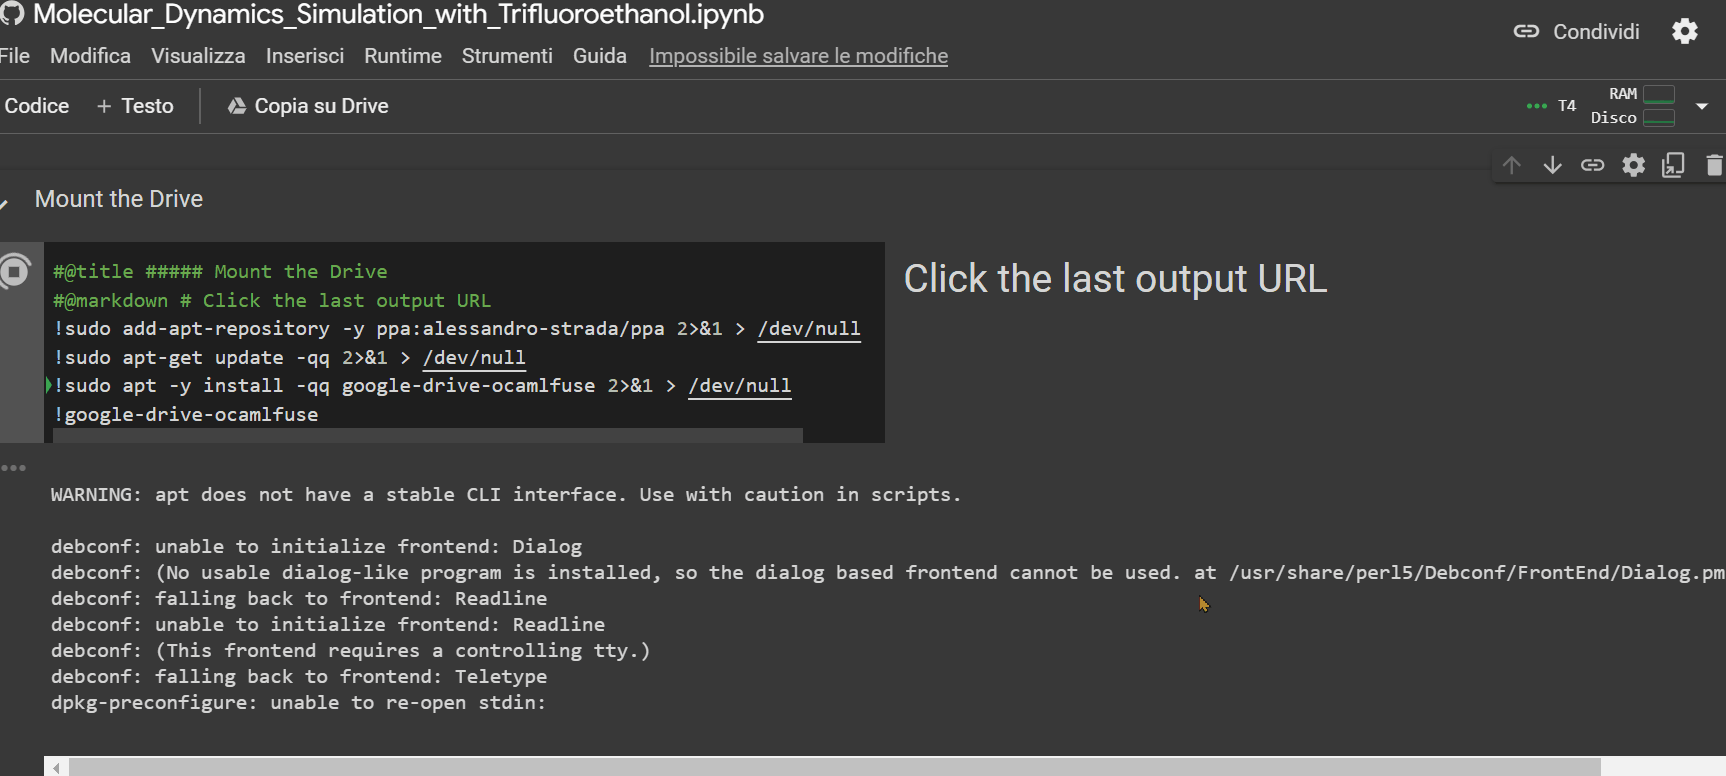 Molecular_Dynamics_Simulation_with_Trifluoroethanol.ipynb
File Modifica Visualizza Inserisci Runtime Strumenti Guida Impossibile salvare le modifiche
Condividi
Codice + Testo Copia su Drive
T4 RAM
Disco
Mount the Drive
#@title ##### Mount the Drive
#@markdown # Click the last output URL
!sudo add-apt-repository -y ppa:alessandro-strada/ppa 2>&1 > /dev/null
!sudo apt-get update -qq 2>&1 > /dev/null
!sudo apt -y install -qq google-drive-ocamlfuse 2>&1 > /dev/null
!google-drive-ocamlfuse
Click the last output URL
WARNING: apt does not have a stable CLI interface. Use with caution in scripts.
debconf: unable to initialize frontend: Dialog
debconf: (No usable dialog-like program is installed, so the dialog based frontend cannot be used. at /usr/share/perl5/Debconf/FrontEnd/Dialog.pm
debconf: falling back to frontend: Readline
debconf: unable to initialize frontend: Readline
debconf: (This frontend requires a controlling tty.)
debconf: falling back to frontend: Teletype
dpkg-preconfigure: unable to re-open stdin: